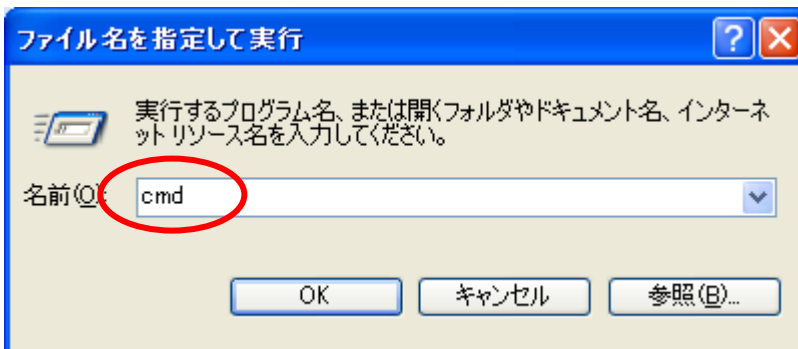 ファイル名を指定して実行
実行するプログラム名、または開くフォルダやドキュメント名、インターネ
ット リソース名を入力してください。
名前(O): cmd
OK キャンセル 参照(B)...